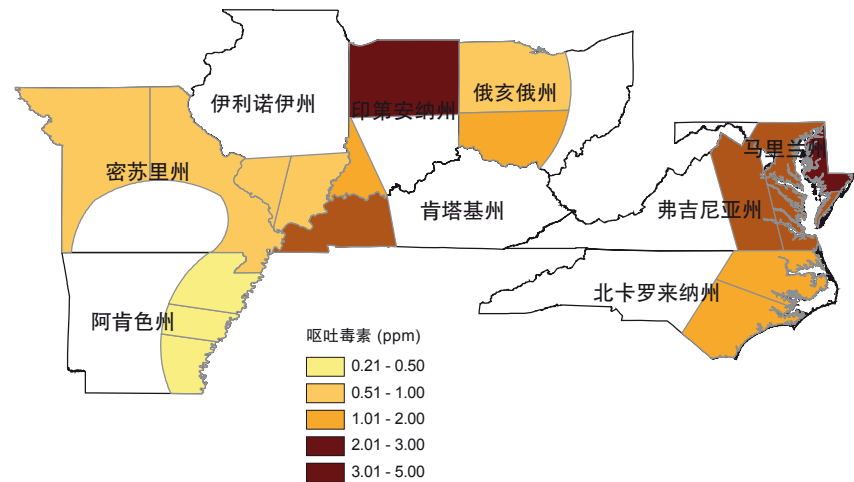 伊利诺伊州
印第安纳州
俄亥俄州
密苏里州
马里兰州
肯塔基州
弗吉尼亚州
阿肯色州
北卡罗来纳州
呕吐毒素 (ppm)
0.21 - 0.50
0.51 - 1.00
1.01 - 2.00
2.01 - 3.00
3.01 - 5.00